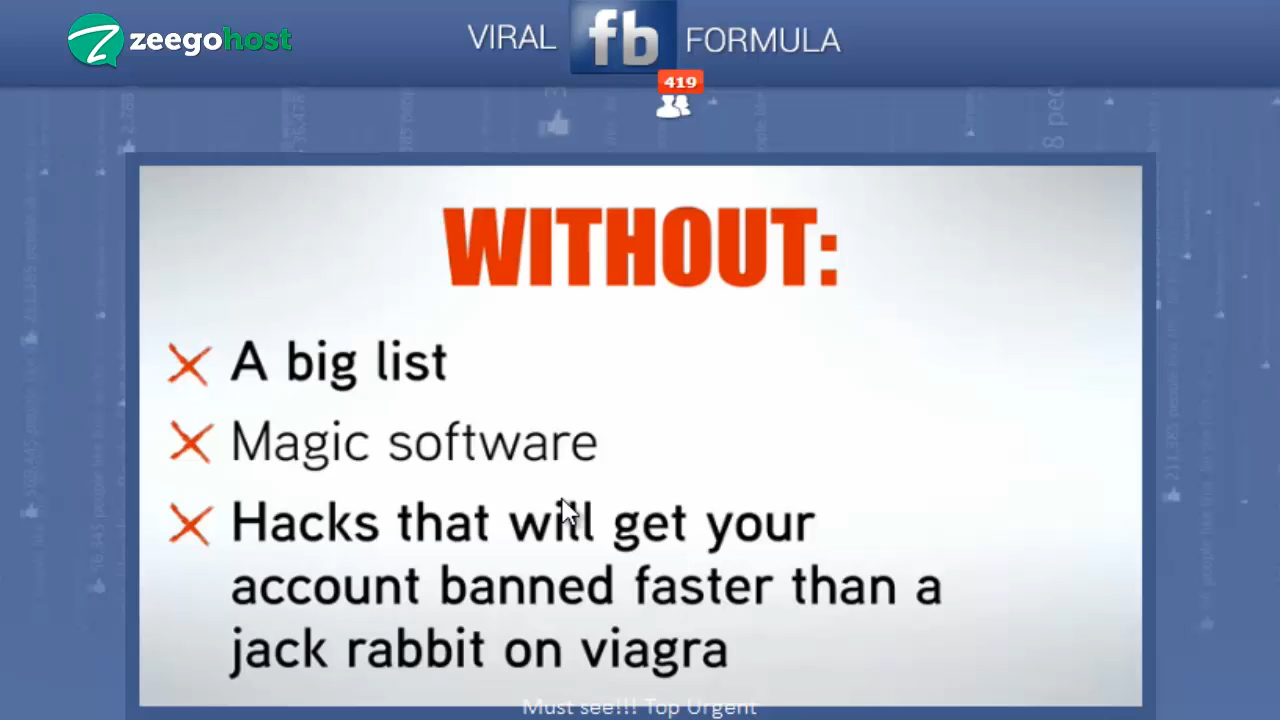 zeegohost
VIRAL fb FORMULA
419
WITHOUT:
A big list
Magic software
Hacks that will get your
account banned faster than a
jack rabbit on viagra
Must see!!! Top Urgent